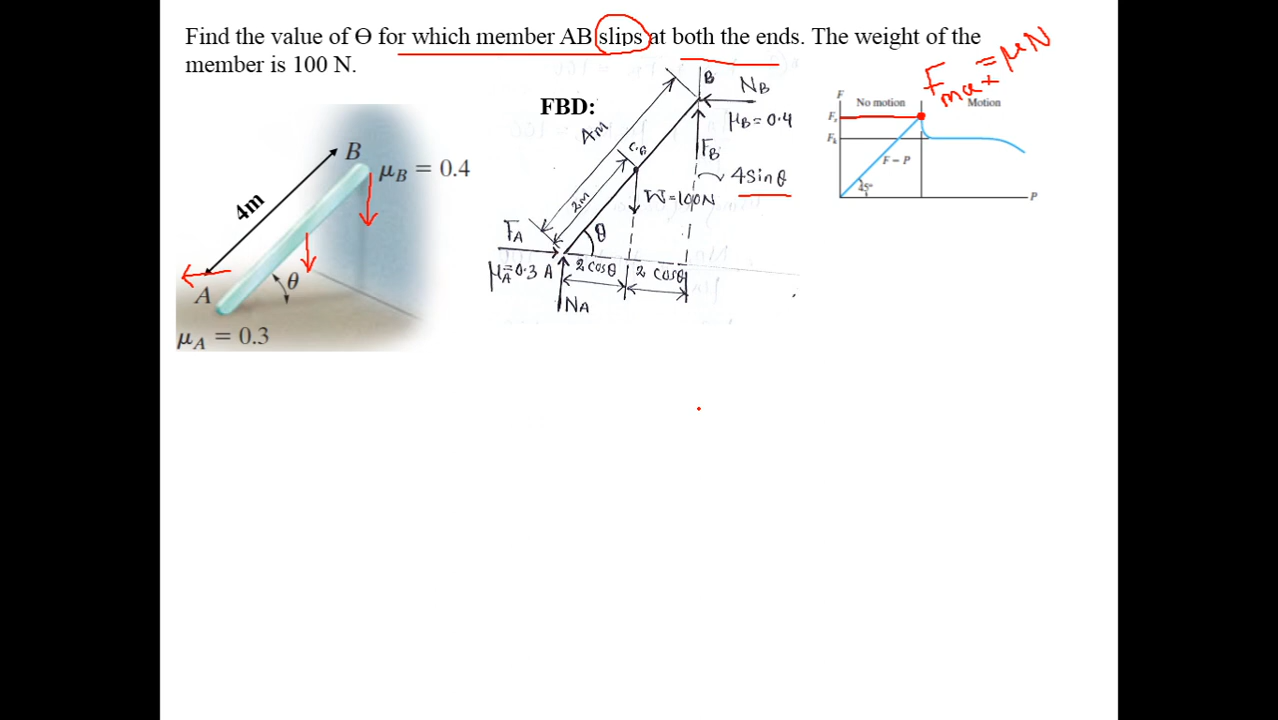 Find the value of Ɵ for which member AB slips at both the ends. The weight of the
member is 100 N.
4m
B
μB = 0.4
A
θ
μA = 0.3
FBD:
4m
2m
C.G
B
NB
μB = 0.4
FB
4sinθ
W=100N
FA
θ
μA=0.3 A
2 cosθ 2 cosθ
NA
Fmax = μN
F
No motion Motion
Fs
Fk
F = P
45°
P